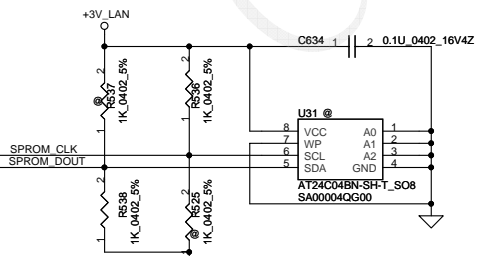 +3V_LAN
C634 1 2 0.1U_0402_16V4Z
2 2
@ R537 1K_0402_5%
R536 1K_0402_5%
1 1
U31 @
8 VCC A0 1
7 WP A1 2
SPROM_CLK 6 SCL A2 3
SPROM_DOUT 5 SDA GND 4
AT24C04BN-SH-T_SO8
SA00004QG00
2 2
R538 1K_0402_5%
@ R525 1K_0402_5%
1 1